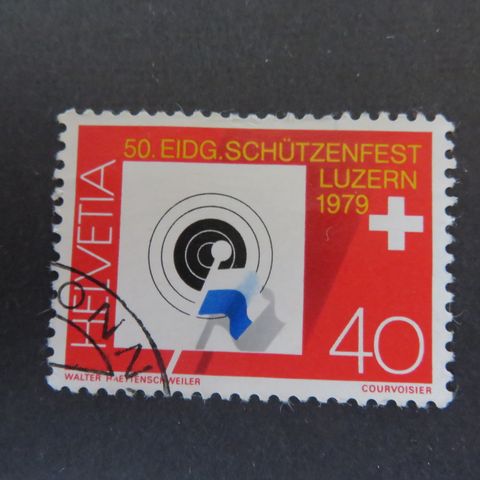 50. EIDG. SCHÜTZENFEST
LUZERN
1979
HELVETIA
40
WALTER HAETTENSCHWEILER
COURVOISIER